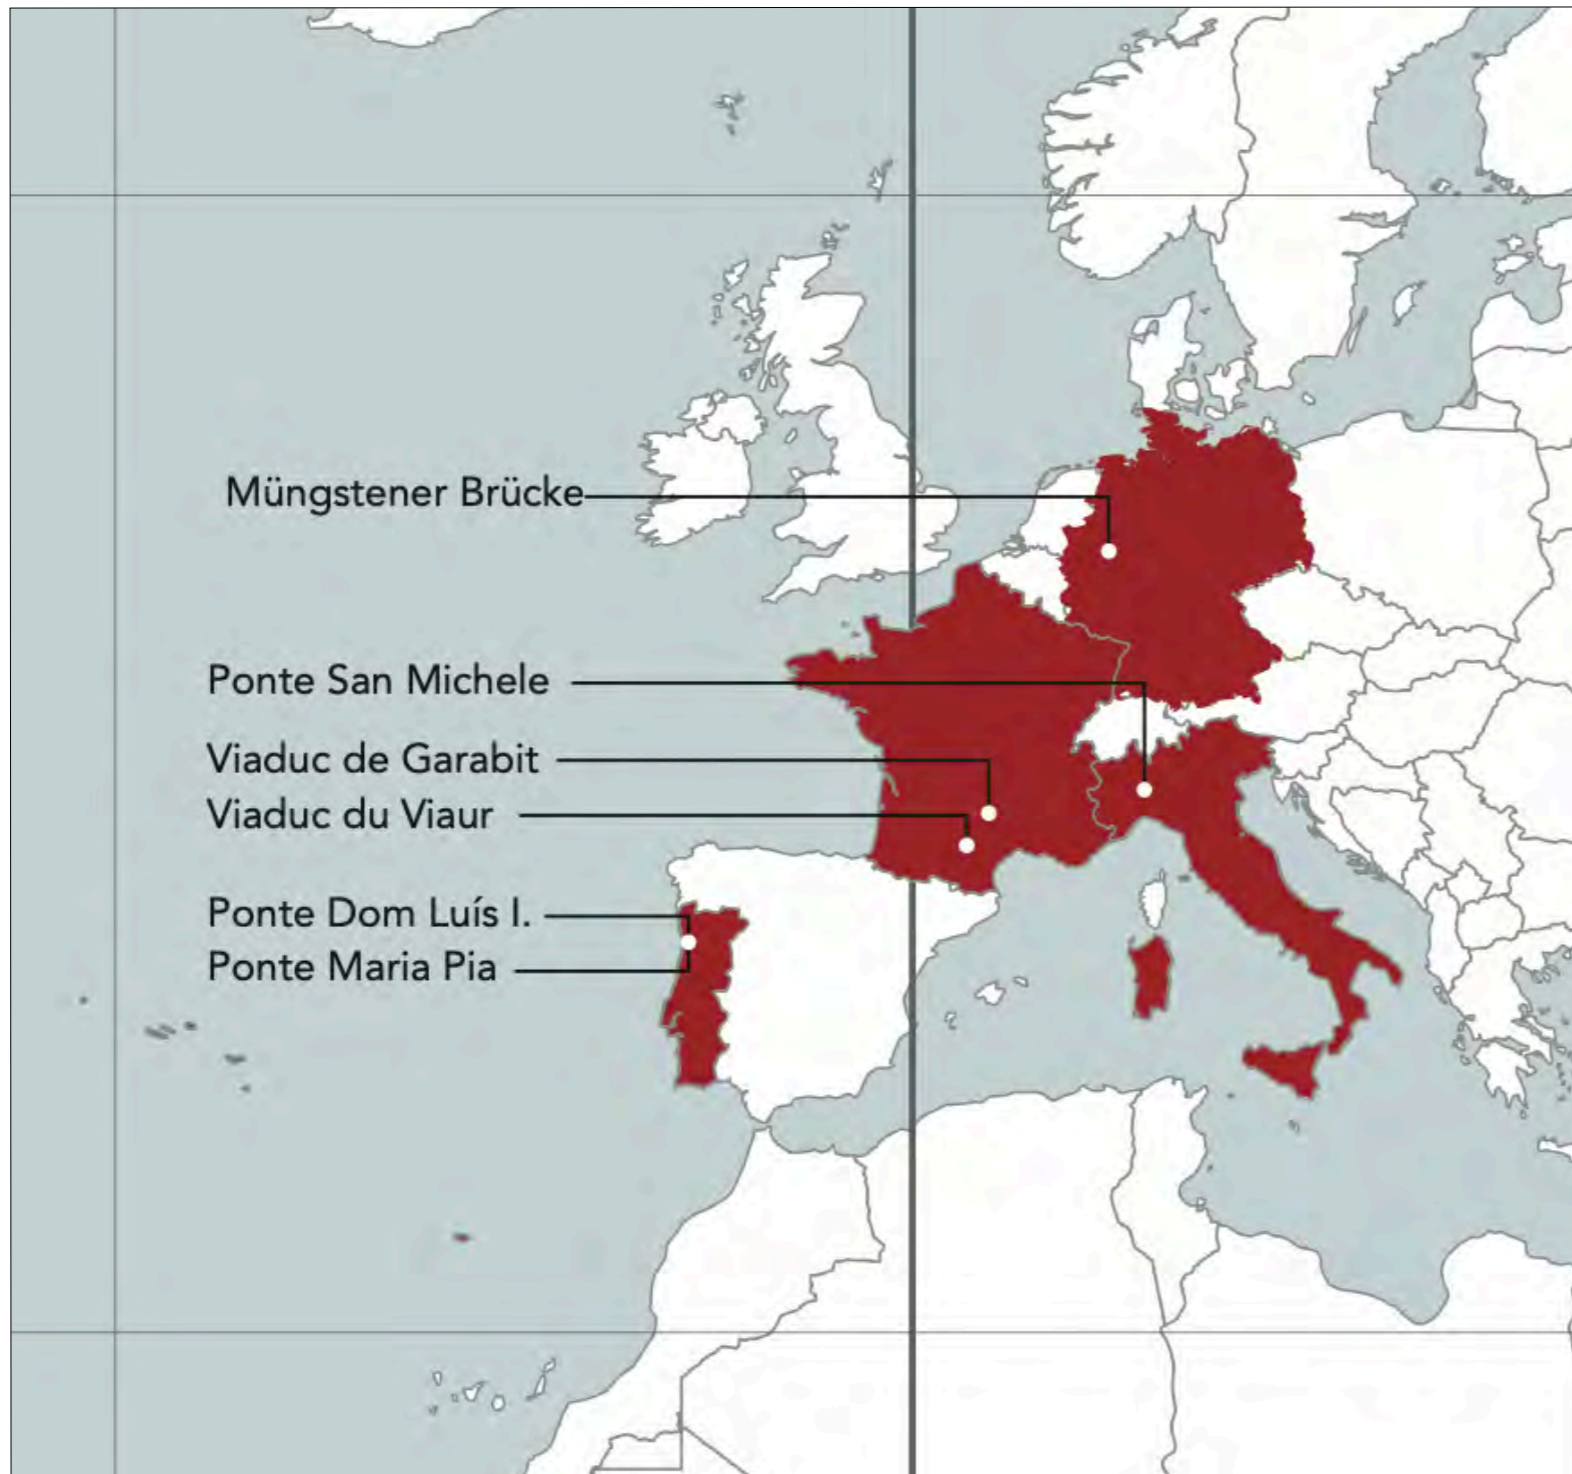 Müngstener Brücke
Ponte San Michele
Viaduc de Garabit
Viaduc du Viaur
Ponte Dom Luís I.
Ponte Maria Pia